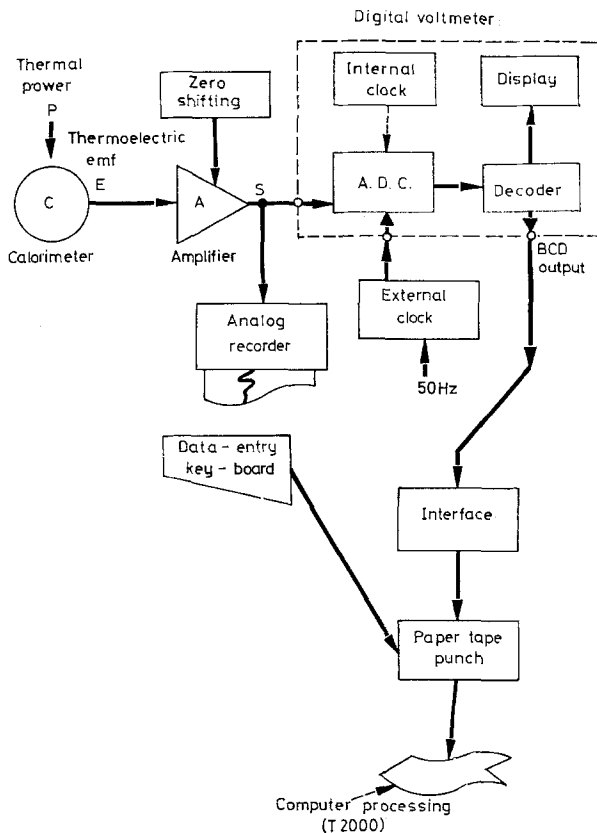 Digital voltmeter
Thermal
power
P
Zero
shifting
Internal
clock
Display
Thermoelectric
emf
E
C
A
S
A. D. C.
Decoder
Calorimeter
Amplifier
BCD
output
Analog
recorder
External
clock
50Hz
Data - entry
key - board
Interface
Paper tape
punch
Computer processing
(T2000)